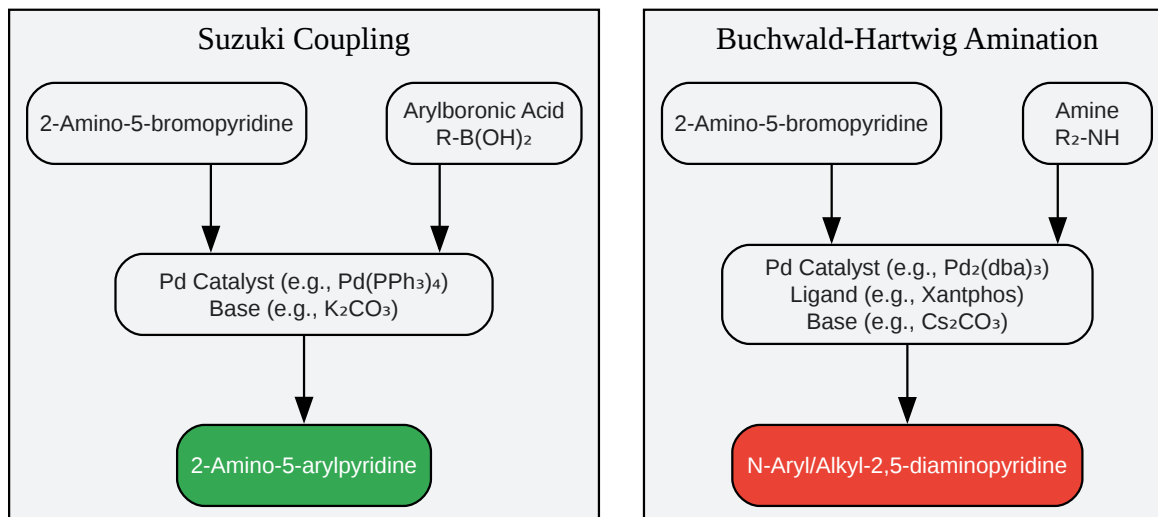 Suzuki Coupling
2-Amino-5-bromopyridine
Arylboronic Acid
R-B(OH)₂
Pd Catalyst (e.g., Pd(PPh₃)₄)
Base (e.g., K₂CO₃)
2-Amino-5-arylpyridine
Buchwald-Hartwig Amination
2-Amino-5-bromopyridine
Amine
R₂-NH
Pd Catalyst (e.g., Pd₂(dba)₃)
Ligand (e.g., Xantphos)
Base (e.g., Cs₂CO₃)
N-Aryl/Alkyl-2,5-diaminopyridine